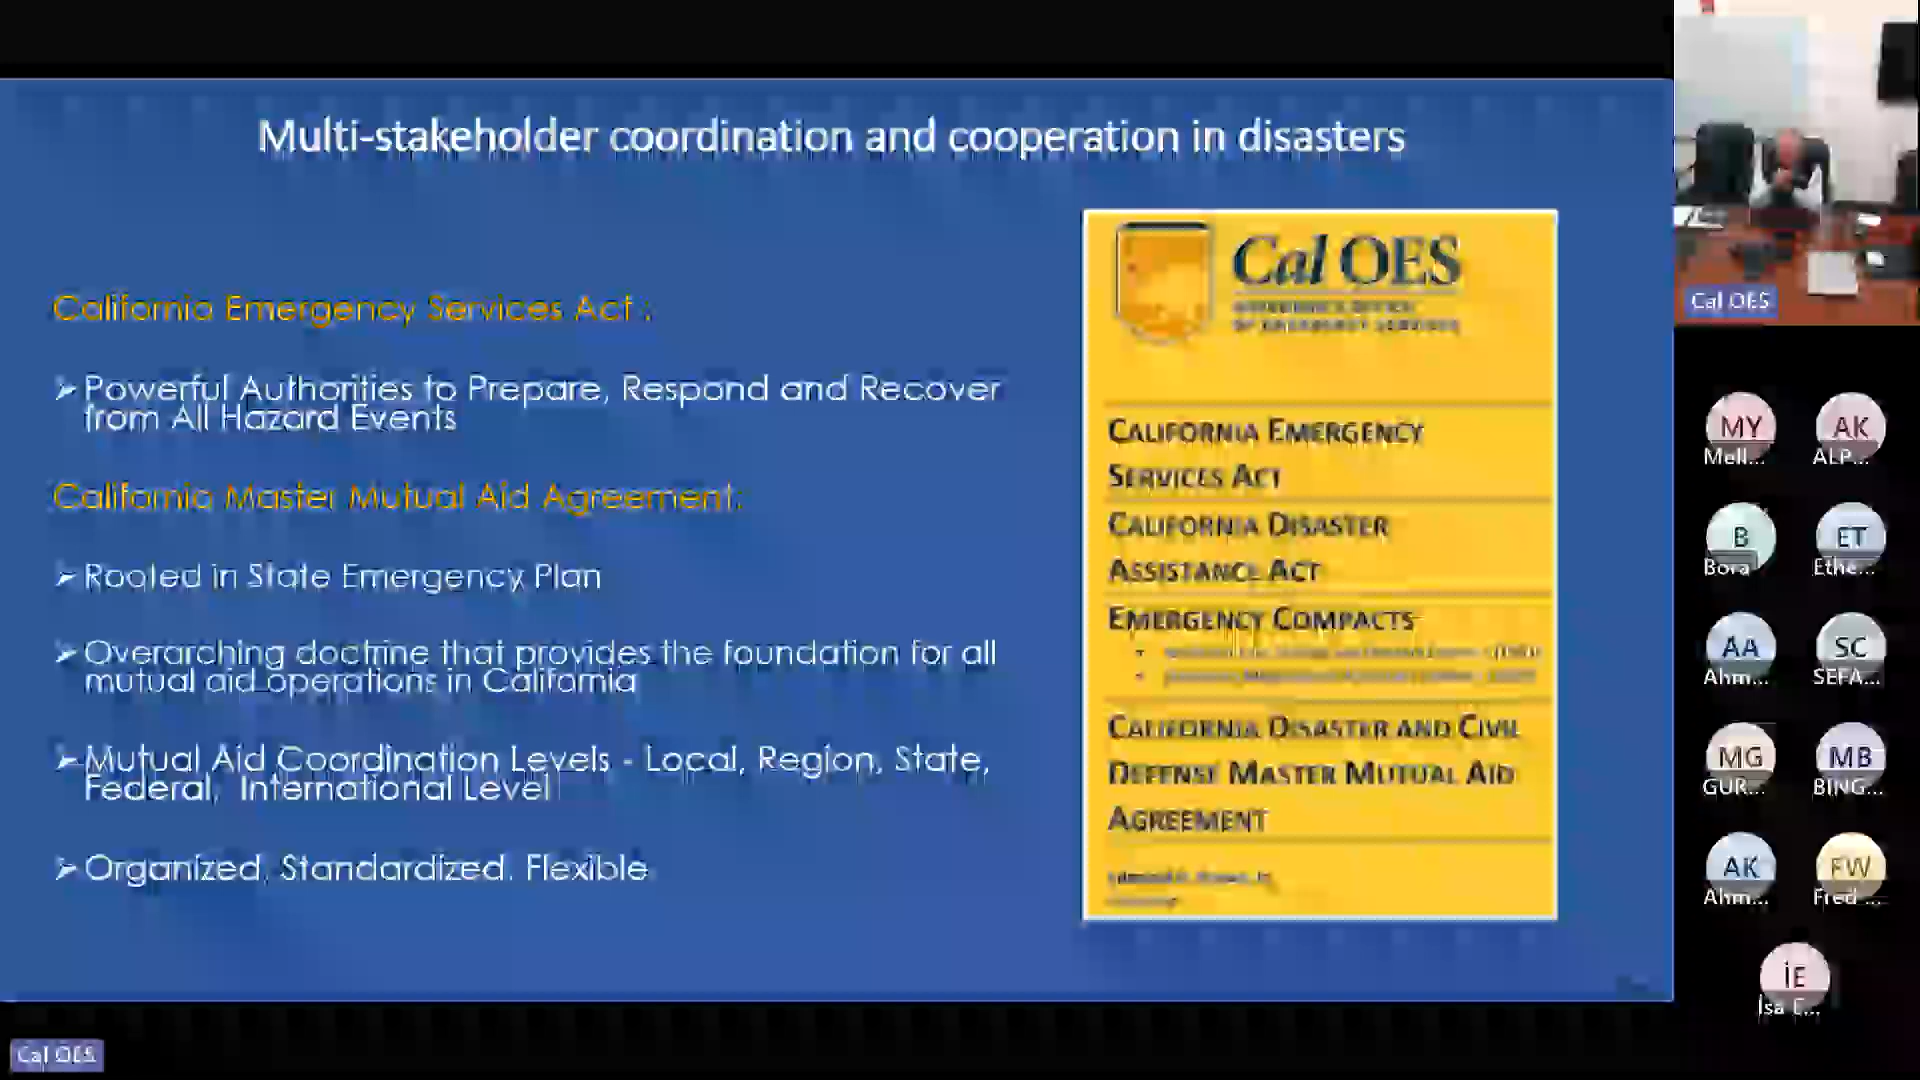 Multi-stakeholder coordination and cooperation in disasters
California Emergency Services Act :
➢ Powerful Authorities to Prepare, Respond and Recover
from All Hazard Events
California Master Mutual Aid Agreement:
➢ Rooted in State Emergency Plan
➢ Overarching doctrine that provides the foundation for all
mutual aid operations in California
➢ Mutual Aid Coordination Levels - Local, Region, State,
Federal, International Level
➢ Organized, Standardized, Flexible
Cal OES
GOVERNOR'S OFFICE
OF EMERGENCY SERVICES
CALIFORNIA EMERGENCY
SERVICES ACT
CALIFORNIA DISASTER
ASSISTANCE ACT
EMERGENCY COMPACTS
CALIFORNIA DISASTER AND CIVIL
DEFENSE MASTER MUTUAL AID
AGREEMENT
Cal OES
MY
Mell...
AK
ALP...
B
Bora
ET
Ethe...
AA
Ahm...
SC
SEFA...
MG
GUR...
MB
BING...
AK
Ahm...
FW
Fred ...
İE
İsa E...
Cal OES